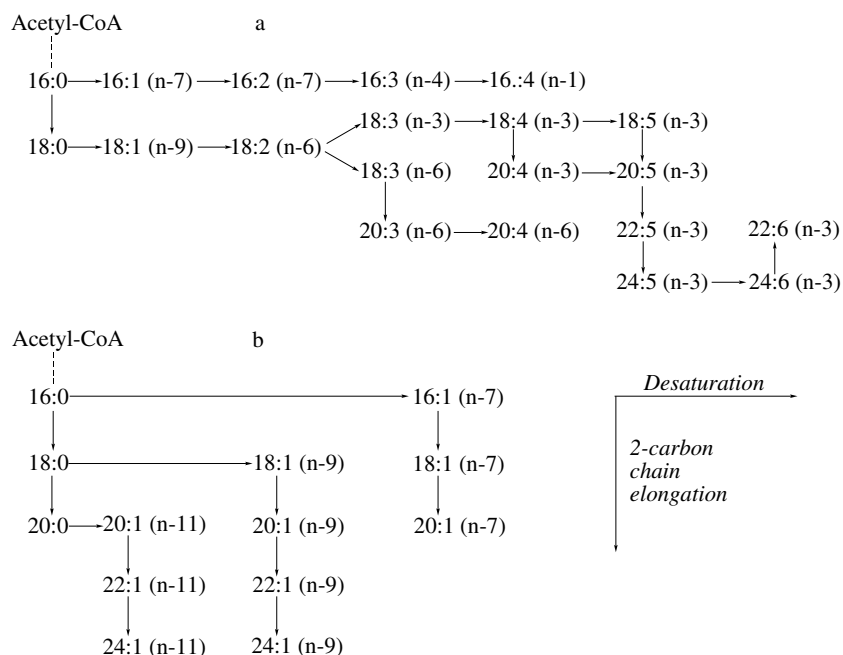 Acetyl-CoA a
16:0 16:1 (n-7) 16:2 (n-7) 16:3 (n-4) 16.:4 (n-1)
18:3 (n-3) 18:4 (n-3) 18:5 (n-3)
18:0 18:1 (n-9) 18:2 (n-6)
18:3 (n-6) 20:4 (n-3) 20:5 (n-3)
20:3 (n-6) 20:4 (n-6) 22:5 (n-3) 22:6 (n-3)
24:5 (n-3) 24:6 (n-3)
Acetyl-CoA b
Desaturation
16:0 16:1 (n-7)
2-carbon
chain
elongation
18:0 18:1 (n-9) 18:1 (n-7)
20:0 20:1 (n-11) 20:1 (n-9) 20:1 (n-7)
22:1 (n-11) 22:1 (n-9)
24:1 (n-11) 24:1 (n-9)